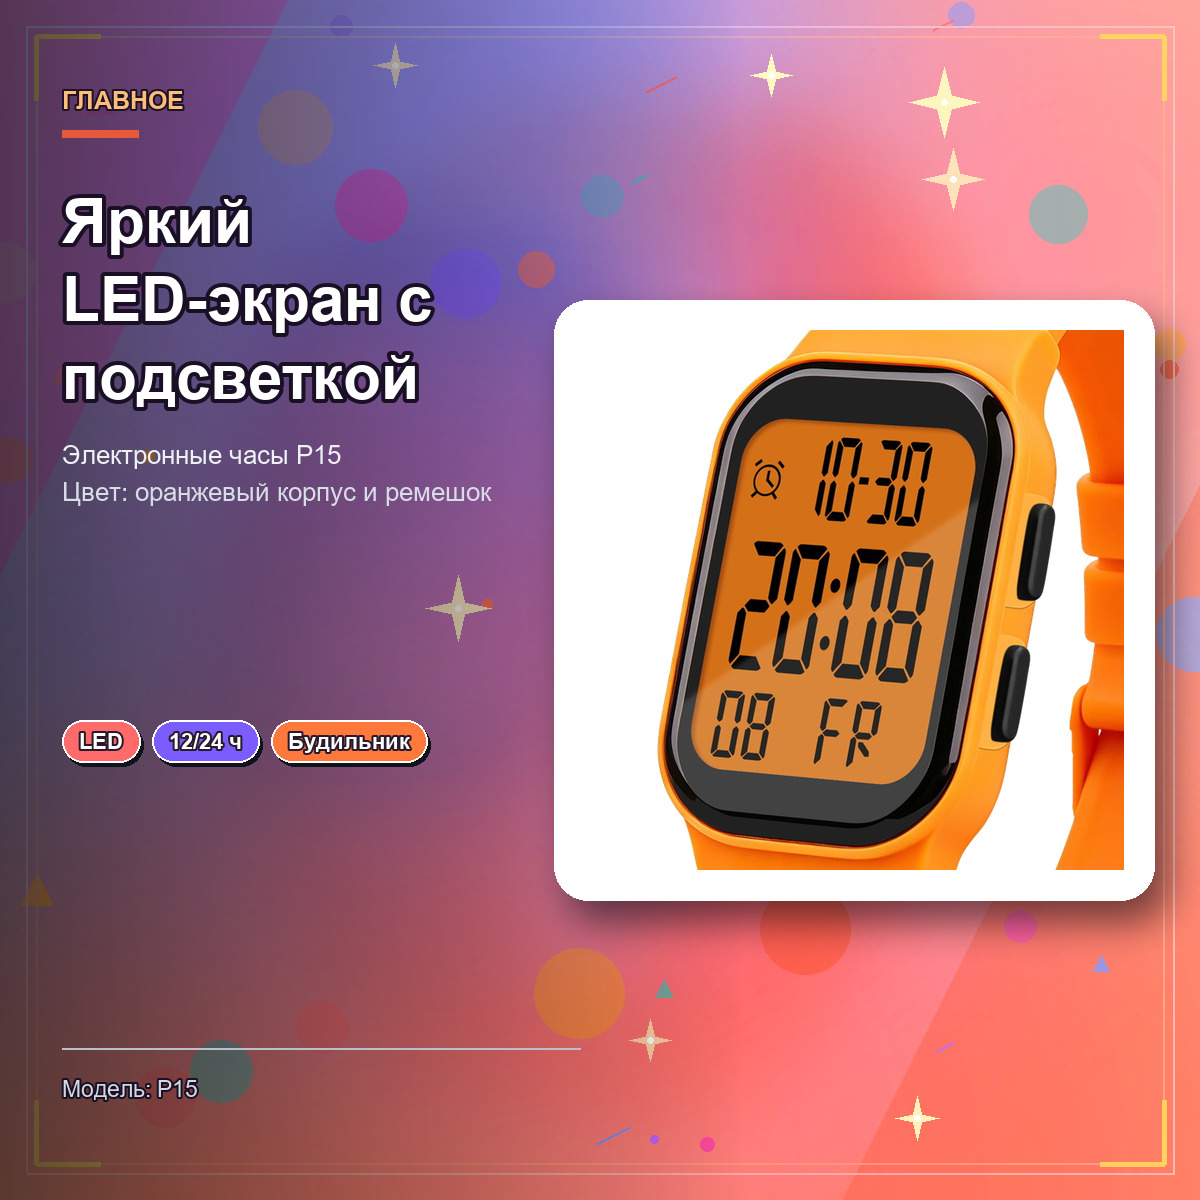 ГЛАВНОЕ
Яркий
LED-экран с
подсветкой
Электронные часы P15
Цвет: оранжевый корпус и ремешок
10-30
20:08
08 FR
LED 12/24 ч Будильник
Модель: P15